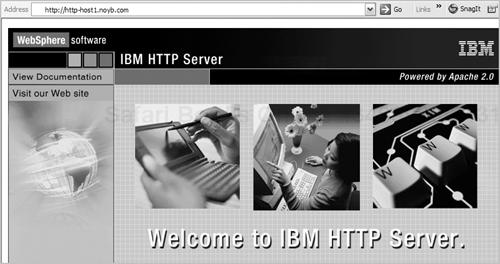 Address http://http-host1.noyb.com Go Links » SnagIt
WebSphere software
IBM
IBM HTTP Server
View Documentation
Powered by Apache 2.0
Visit our Web site
W W W
Welcome to IBM HTTP Server.